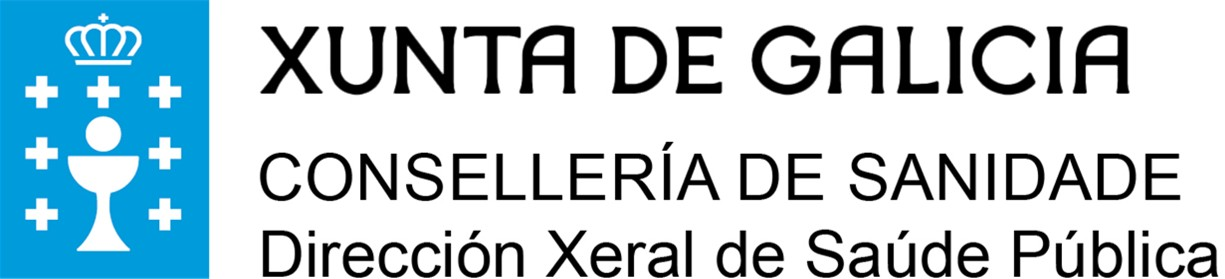 XUNTA DE GALICIA
CONSELLERÍA DE SANIDADE
Dirección Xeral de Saúde Pública